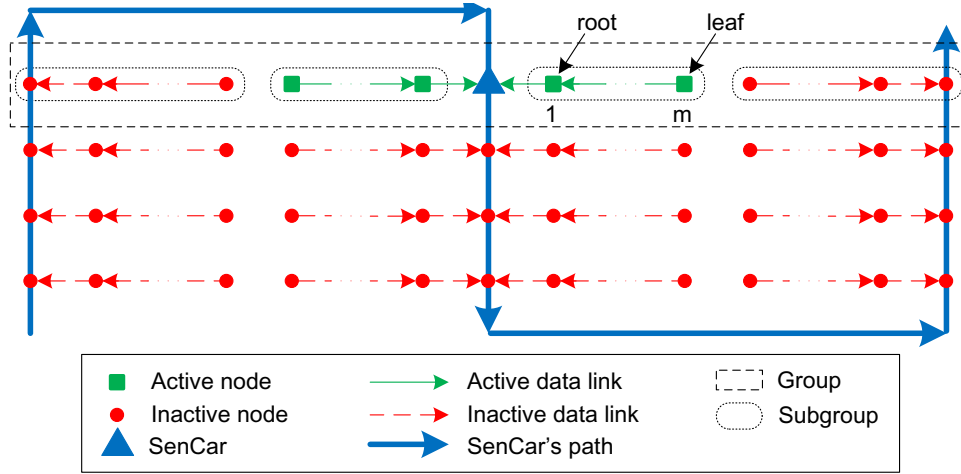 root
leaf
1
m
Active node
Active data link
Group
Inactive node
Inactive data link
Subgroup
SenCar
SenCar's path